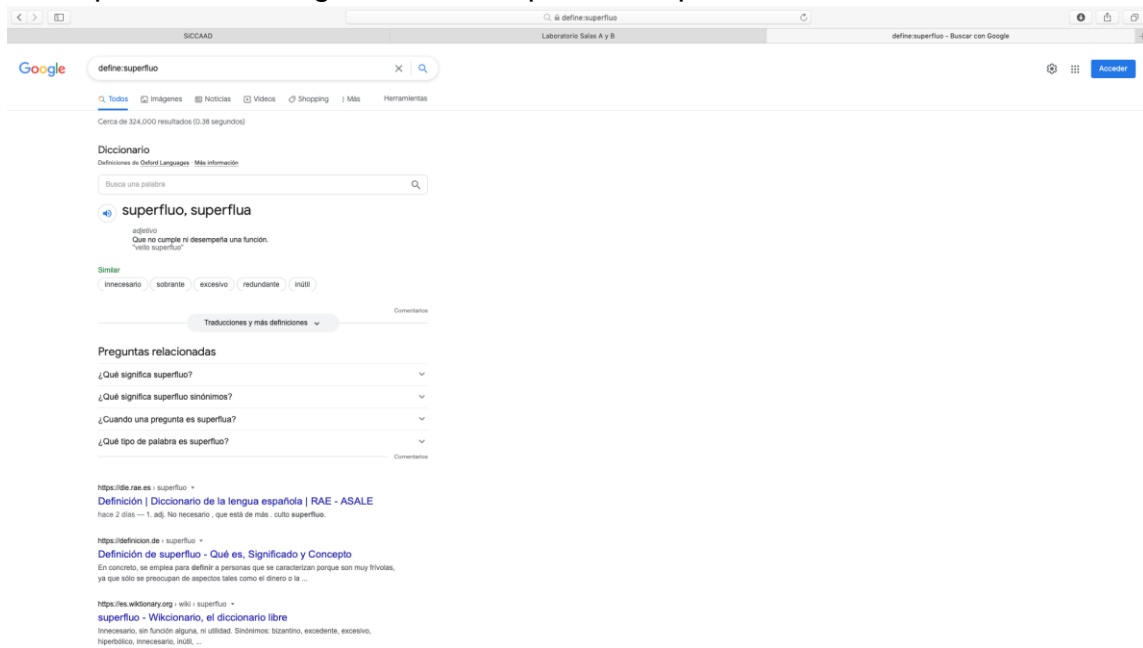 define:superfluo
SiCCAAD
Laboratorio Salas A y B
define:superfluo - Buscar con Google
Google
define:superfluo
Acceder
Todos Imágenes Noticias Videos Shopping Más Herramientas
Cerca de 324,000 resultados (0.38 segundos)
Diccionario
Definiciones de Oxford Languages · Más información
Busca una palabra
superfluo, superflua
adjetivo
Que no cumple ni desempeña una función.
"vello superfluo"
Similar
innecesario sobrante excesivo redundante inútil
Comentarios
Traducciones y más definiciones
Preguntas relacionadas
¿Qué significa superfluo?
¿Qué significa superfluo sinónimos?
¿Cuando una pregunta es superflua?
¿Qué tipo de palabra es superfluo?
Comentarios
https://dle.rae.es › superfluo
Definición | Diccionario de la lengua española | RAE - ASALE
hace 2 días — 1. adj. No necesario , que está de más . culto superfluo.
https://definicion.de › superfluo
Definición de superfluo - Qué es, Significado y Concepto
En concreto, se emplea para definir a personas que se caracterizan porque son muy frívolas,
ya que sólo se preocupan de aspectos tales como el dinero o la ...
https://es.wiktionary.org › wiki › superfluo
superfluo - Wikcionario, el diccionario libre
Innecesario, sin función alguna, ni utilidad. Sinónimos: bizantino, excedente, excesivo,
hiperbólico, innecesario, inútil, ...